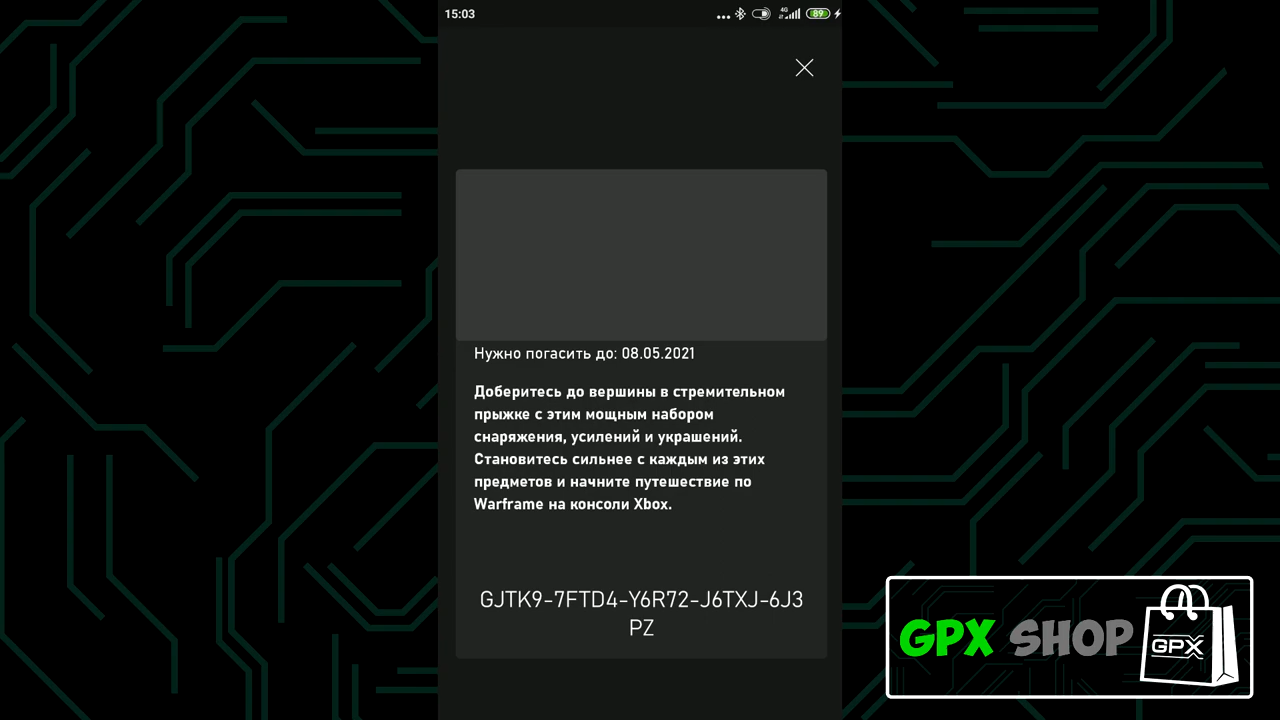 15:03
4G
89
Нужно погасить до: 08.05.2021
Доберитесь до вершины в стремительном
прыжке с этим мощным набором
снаряжения, усилений и украшений.
Становитесь сильнее с каждым из этих
предметов и начните путешествие по
Warframe на консоли Xbox.
GJTK9-7FTD4-Y6R72-J6TXJ-6J3
PZ
GPX SHOP
GPX